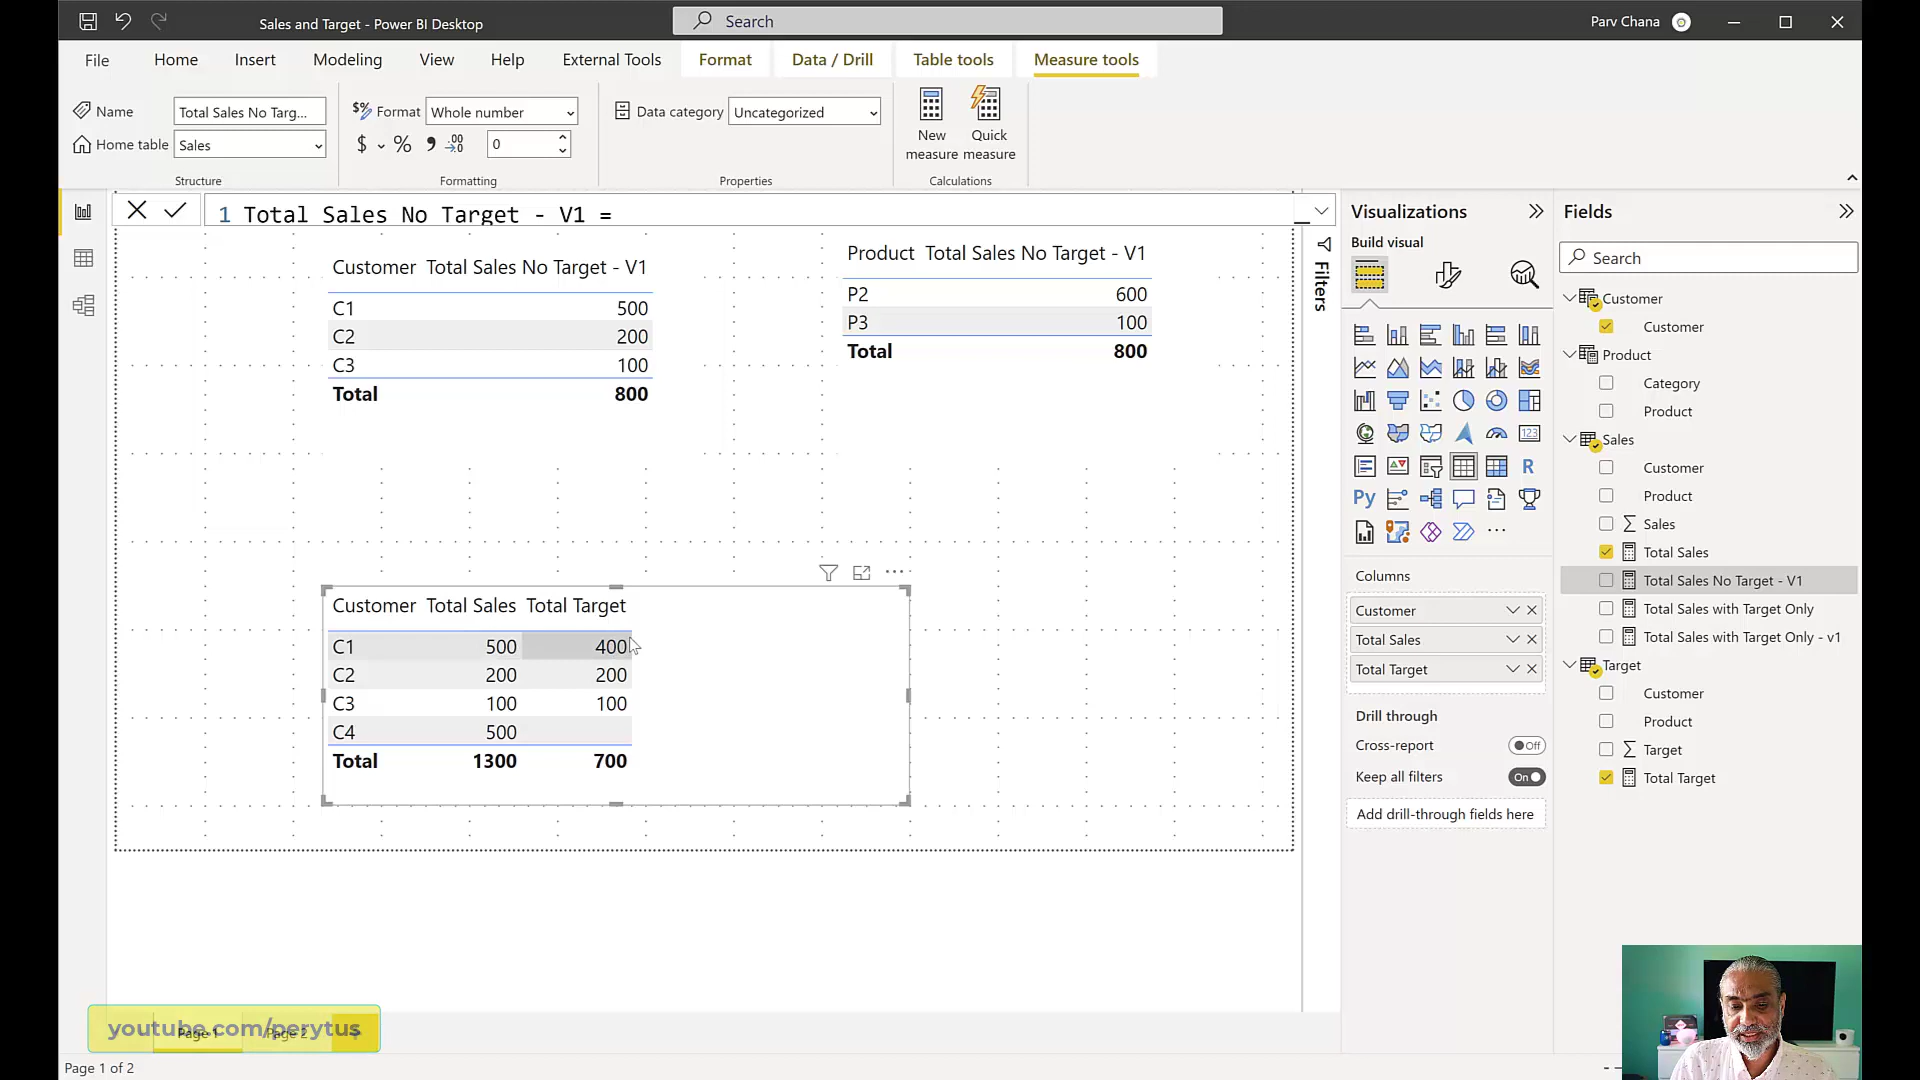 Sales and Target - Power BI Desktop
Search
Parv Chana
File
Home
Insert
Modeling
View
Help
External Tools
Format
Data / Drill
Table tools
Measure tools
Name
Total Sales No Targ...
Home table
Sales
Structure
$% Format
Whole number
$ % , .00
0
Formatting
Data category
Uncategorized
Properties
New measure
Quick measure
Calculations
1 Total Sales No Target - V1 =
Customer Total Sales No Target - V1
C1 500
C2 200
C3 100
Total 800
Product Total Sales No Target - V1
P2 600
P3 100
Total 800
Customer Total Sales Total Target
C1 500 400
C2 200 200
C3 100 100
C4 500
Total 1300 700
Filters
Visualizations
Build visual
123
R
Py
Columns
Customer
Total Sales
Total Target
Drill through
Cross-report
Off
Keep all filters
On
Add drill-through fields here
Fields
Search
Customer
Customer
Product
Category
Product
Sales
Customer
Product
Sales
Total Sales
Total Sales No Target - V1
Total Sales with Target Only
Total Sales with Target Only - v1
Target
Customer
Product
Target
Total Target
youtube.com/perytus
Page 1
Page 2
Page 1 of 2